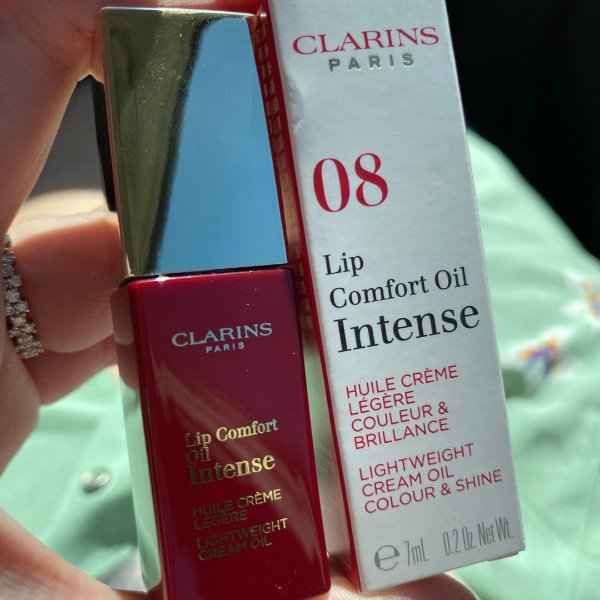 CLARINS
PARIS
Lip Comfort
Oil
Intense
HUILE CRÈME
LÉGÈRE
LIGHTWEIGHT
CREAM OIL
CLARINS
PARIS
08
Lip
Comfort Oil
Intense
HUILE CRÈME
LÉGÈRE
COULEUR &
BRILLANCE
LIGHTWEIGHT
CREAM OIL
COLOUR & SHINE
e 7mL 0.2 Oz. Net Wt.